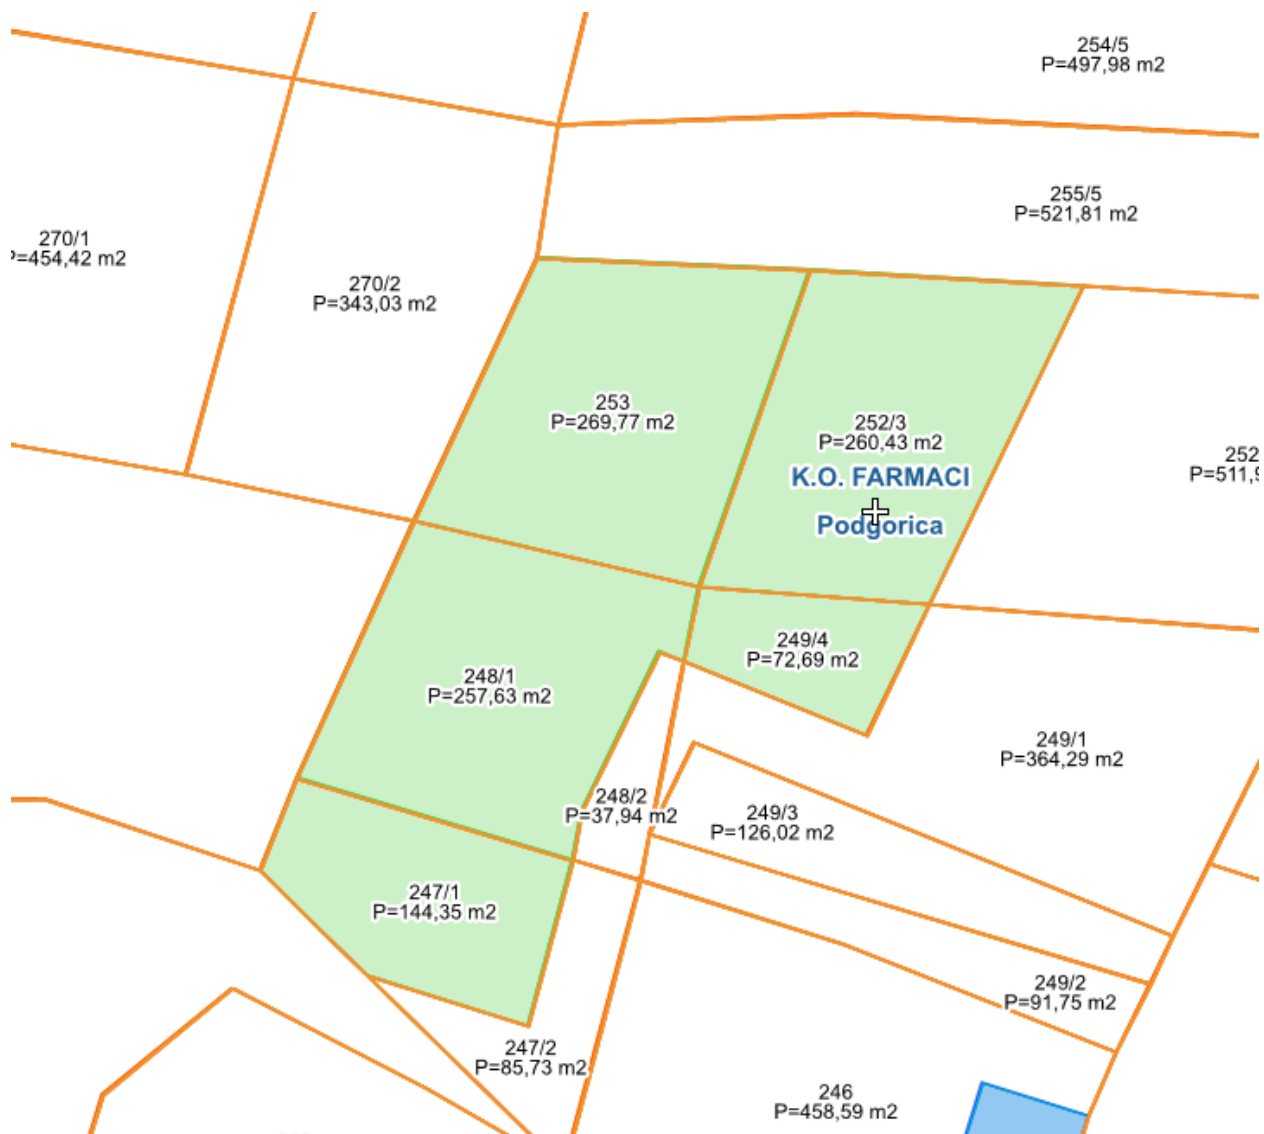 254/5
P=497,98 m2
255/5
P=521,81 m2
270/1
P=454,42 m2
270/2
P=343,03 m2
253
P=269,77 m2
252/3
P=260,43 m2
K.O. FARMACI
Podgorica
252
P=511,9
249/4
P=72,69 m2
248/1
P=257,63 m2
249/1
P=364,29 m2
248/2
P=37,94 m2
249/3
P=126,02 m2
247/1
P=144,35 m2
249/2
P=91,75 m2
247/2
P=85,73 m2
246
P=458,59 m2